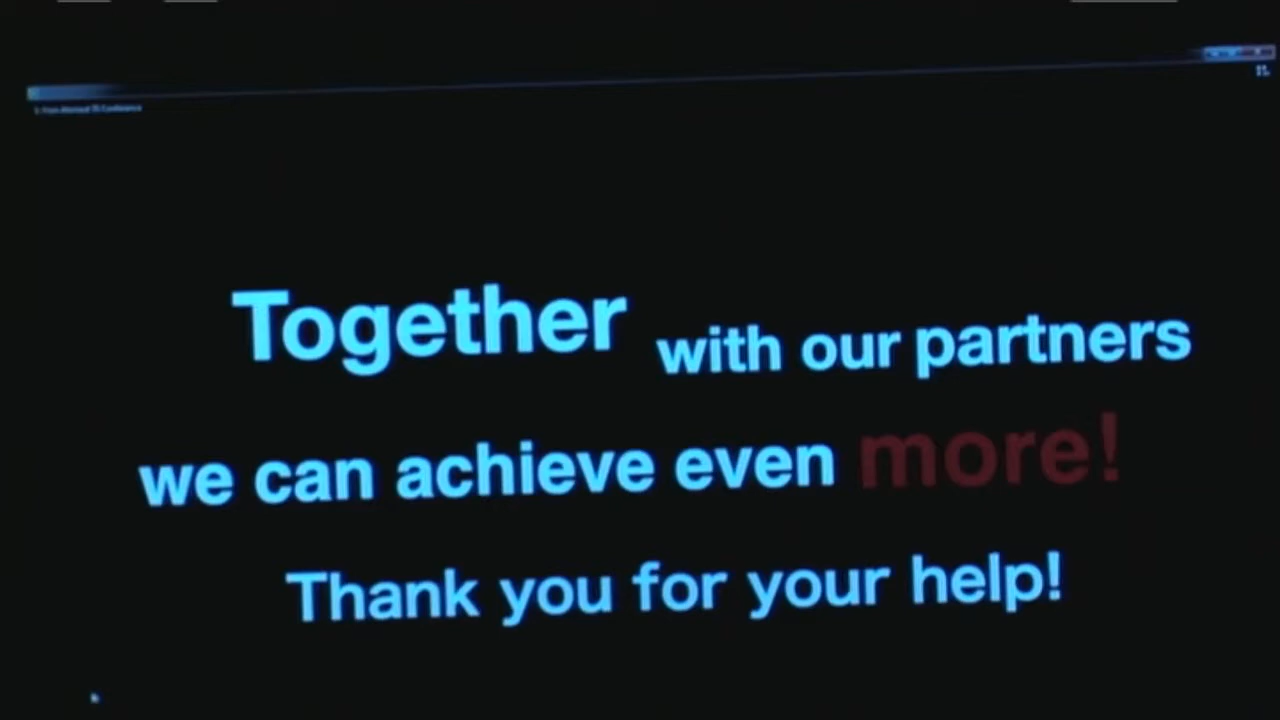 Together with our partners
we can achieve even more!
Thank you for your help!